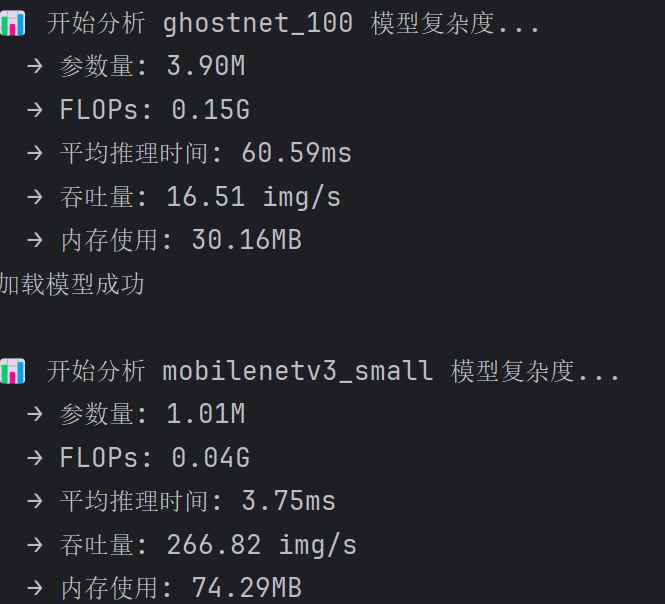 📊 开始分析 ghostnet_100 模型复杂度...
→ 参数量: 3.90M
→ FLOPs: 0.15G
→ 平均推理时间: 60.59ms
→ 吞吐量: 16.51 img/s
→ 内存使用: 30.16MB
加载模型成功
📊 开始分析 mobilenetv3_small 模型复杂度...
→ 参数量: 1.01M
→ FLOPs: 0.04G
→ 平均推理时间: 3.75ms
→ 吞吐量: 266.82 img/s
→ 内存使用: 74.29MB